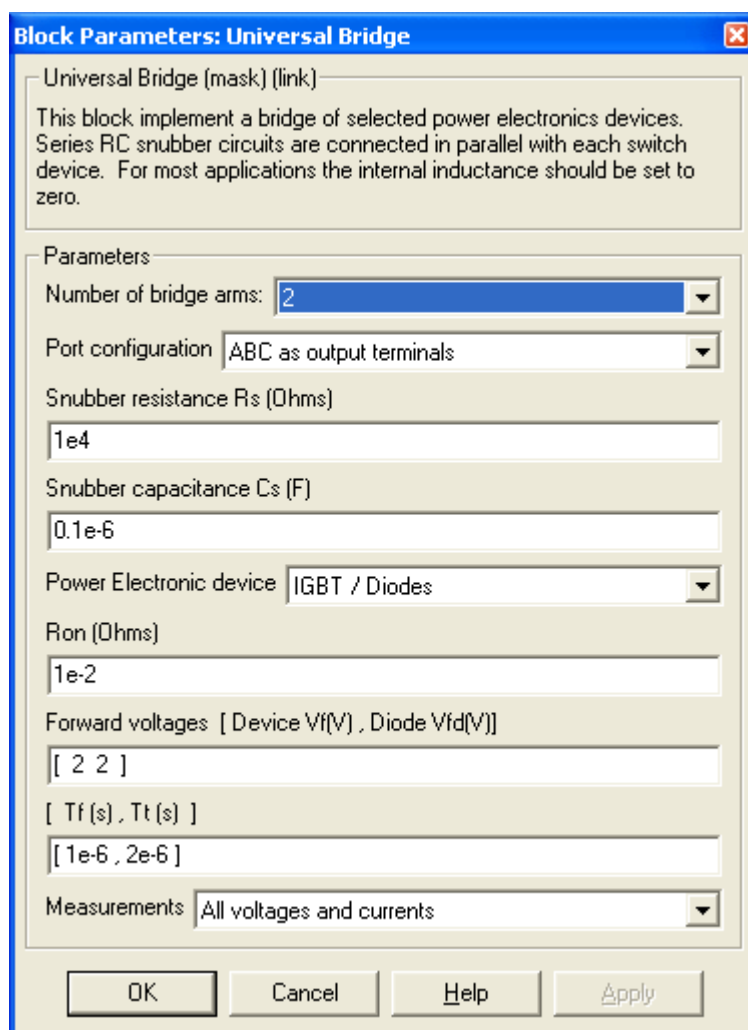 Block Parameters: Universal Bridge
Universal Bridge (mask) (link)
This block implement a bridge of selected power electronics devices.
Series RC snubber circuits are connected in parallel with each switch
device.  For most applications the internal inductance should be set to
zero.
Parameters
Number of bridge arms: 2
Port configuration ABC as output terminals
Snubber resistance Rs (Ohms)
1e4
Snubber capacitance Cs (F)
0.1e-6
Power Electronic device IGBT / Diodes
Ron (Ohms)
1e-2
Forward voltages  [ Device Vf(V) , Diode Vfd(V)]
[  2  2  ]
[  Tf (s) , Tt (s)  ]
[ 1e-6 , 2e-6 ]
Measurements All voltages and currents
OK Cancel Help Apply